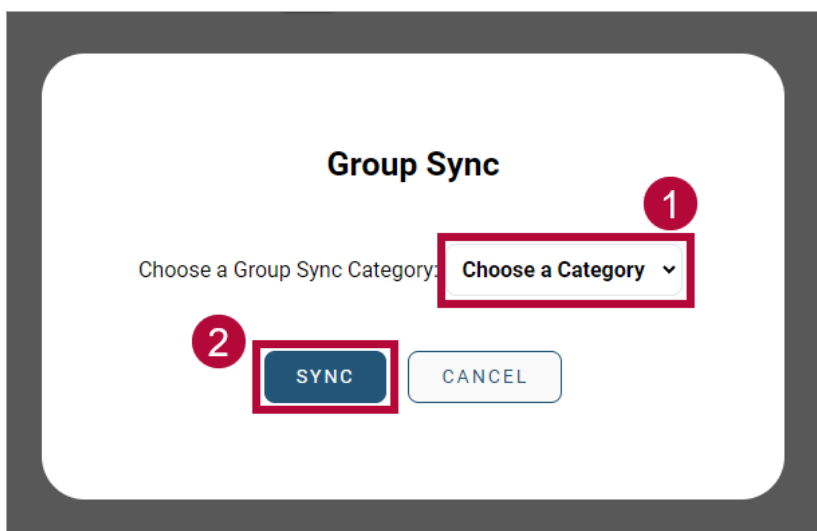 Group Sync
1
Choose a Group Sync Category: Choose a Category
2
SYNC CANCEL